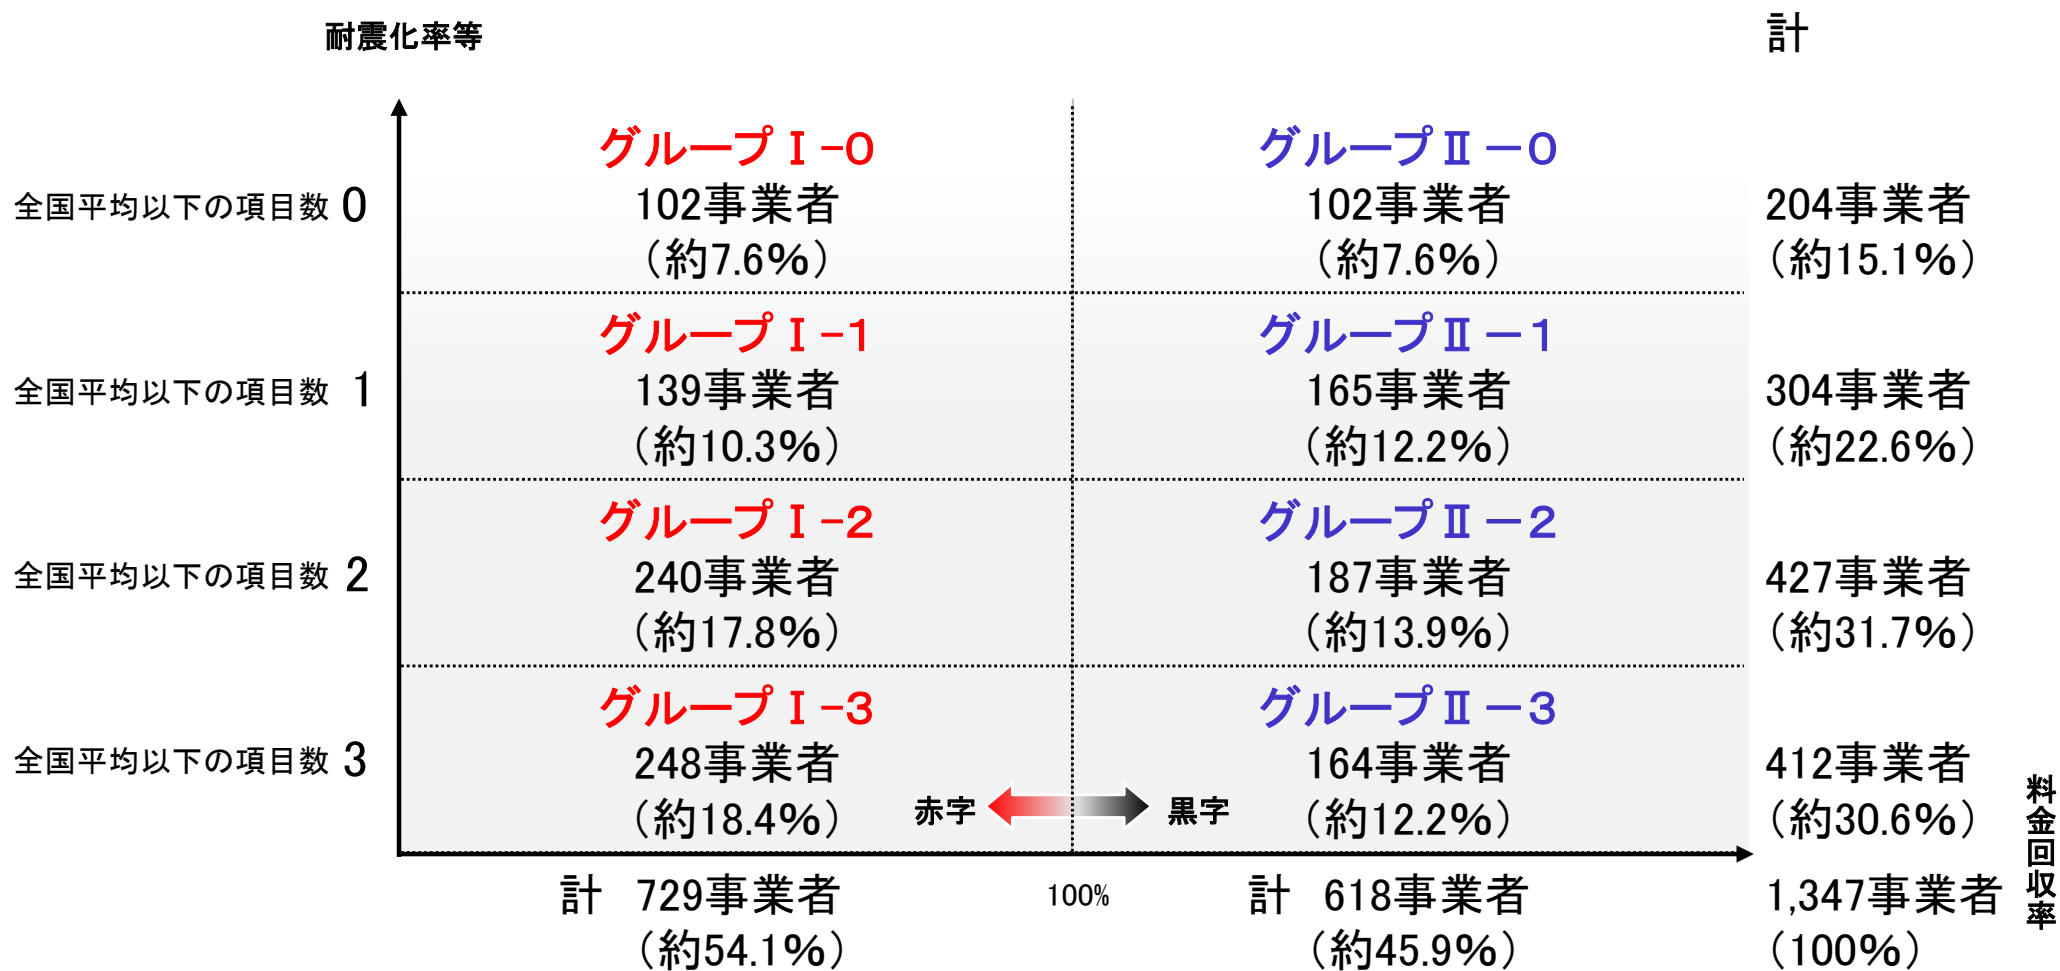 耐震化率等
計
全国平均以下の項目数 0
グループⅠ-0
102事業者
（約7.6%）
グループⅡ－0
102事業者
（約7.6%）
204事業者
（約15.1%）
全国平均以下の項目数 1
グループⅠ-1
139事業者
（約10.3%）
グループⅡ－1
165事業者
（約12.2%）
304事業者
（約22.6%）
全国平均以下の項目数 2
グループⅠ-2
240事業者
（約17.8%）
グループⅡ－2
187事業者
（約13.9%）
427事業者
（約31.7%）
全国平均以下の項目数 3
グループⅠ-3
248事業者
（約18.4%）
赤字
黒字
グループⅡ－3
164事業者
（約12.2%）
412事業者
（約30.6%）
料金回収率
計 729事業者
（約54.1%）
100%
計 618事業者
（約45.9%）
1,347事業者
（100%）